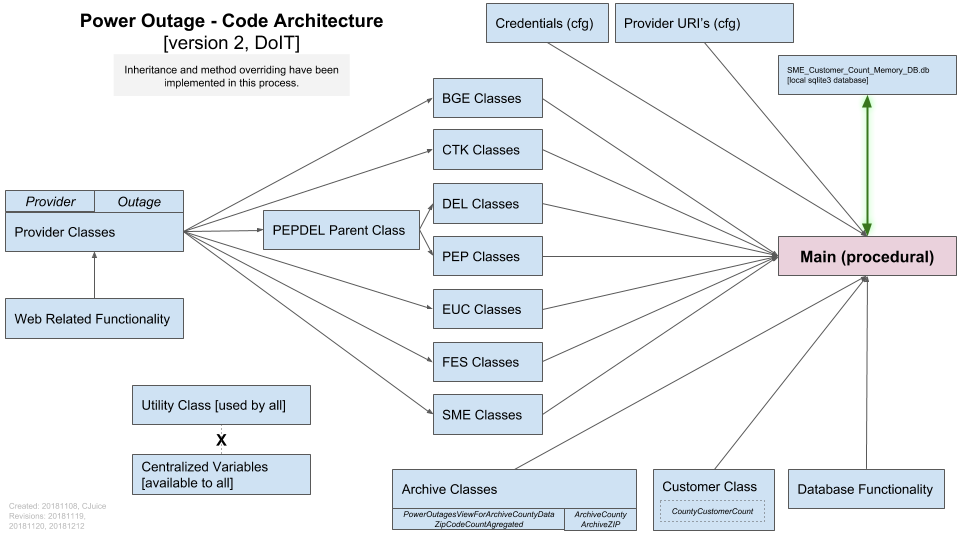 Power Outage - Code Architecture
[version 2, DoIT]
Inheritance and method overriding have been
implemented in this process.
Credentials (cfg)
Provider URI's (cfg)
SME_Customer_Count_Memory_DB.db
[local sqlite3 database]
BGE Classes
CTK Classes
DEL Classes
PEP Classes
EUC Classes
FES Classes
SME Classes
Provider
Outage
Provider Classes
PEPDEL Parent Class
Main (procedural)
Web Related Functionality
Utility Class [used by all]
X
Centralized Variables
[available to all]
Archive Classes
PowerOutagesViewForArchiveCountyData
ZipCodeCountAgregated
ArchiveCounty
ArchiveZIP
Customer Class
CountyCustomerCount
Database Functionality
Created: 20181108, CJuice
Revisions: 20181119,
20181120, 20181212